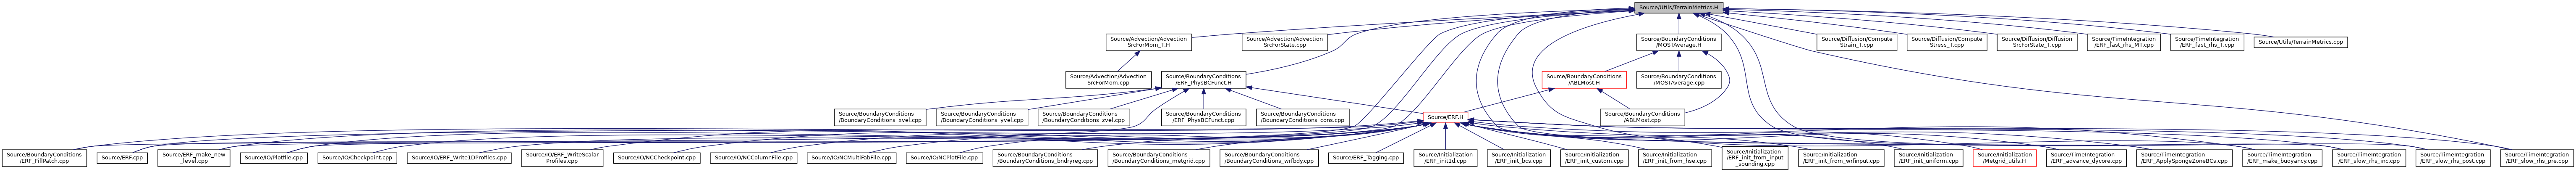 Source/Utils/TerrainMetrics.H
Source/Advection/Advection
SrcForMom_T.H
Source/Advection/Advection
SrcForState.cpp
Source/BoundaryConditions
/MOSTAverage.H
Source/Diffusion/Compute
Strain_T.cpp
Source/Diffusion/Compute
Stress_T.cpp
Source/Diffusion/Diffusion
SrcForState_T.cpp
Source/TimeIntegration
/ERF_fast_rhs_MT.cpp
Source/TimeIntegration
/ERF_fast_rhs_T.cpp
Source/Utils/TerrainMetrics.cpp
Source/Advection/Advection
SrcForMom.cpp
Source/BoundaryConditions
/ERF_PhysBCFunct.H
Source/BoundaryConditions
/ABLMost.H
Source/BoundaryConditions
/MOSTAverage.cpp
Source/BoundaryConditions
/BoundaryConditions_xvel.cpp
Source/BoundaryConditions
/BoundaryConditions_yvel.cpp
Source/BoundaryConditions
/BoundaryConditions_zvel.cpp
Source/BoundaryConditions
/ERF_PhysBCFunct.cpp
Source/BoundaryConditions
/BoundaryConditions_cons.cpp
Source/ERF.H
Source/BoundaryConditions
/ABLMost.cpp
Source/BoundaryConditions
/ERF_FillPatch.cpp
Source/ERF.cpp
Source/ERF_make_new
_level.cpp
Source/IO/Plotfile.cpp
Source/IO/Checkpoint.cpp
Source/IO/ERF_Write1DProfiles.cpp
Source/IO/ERF_WriteScalar
Profiles.cpp
Source/IO/NCCheckpoint.cpp
Source/IO/NCColumnFile.cpp
Source/IO/NCMultiFabFile.cpp
Source/IO/NCPlotFile.cpp
Source/BoundaryConditions
/BoundaryConditions_bndryreg.cpp
Source/BoundaryConditions
/BoundaryConditions_metgrid.cpp
Source/BoundaryConditions
/BoundaryConditions_wrfbdy.cpp
Source/ERF_Tagging.cpp
Source/Initialization
/ERF_init1d.cpp
Source/Initialization
/ERF_init_bcs.cpp
Source/Initialization
/ERF_init_custom.cpp
Source/Initialization
/ERF_init_from_hse.cpp
Source/Initialization
/ERF_init_from_input
_sounding.cpp
Source/Initialization
/ERF_init_from_wrfinput.cpp
Source/Initialization
/ERF_init_uniform.cpp
Source/Initialization
/Metgrid_utils.H
Source/TimeIntegration
/ERF_advance_dycore.cpp
Source/TimeIntegration
/ERF_ApplySpongeZoneBCs.cpp
Source/TimeIntegration
/ERF_make_buoyancy.cpp
Source/TimeIntegration
/ERF_slow_rhs_inc.cpp
Source/TimeIntegration
/ERF_slow_rhs_post.cpp
Source/TimeIntegration
/ERF_slow_rhs_pre.cpp